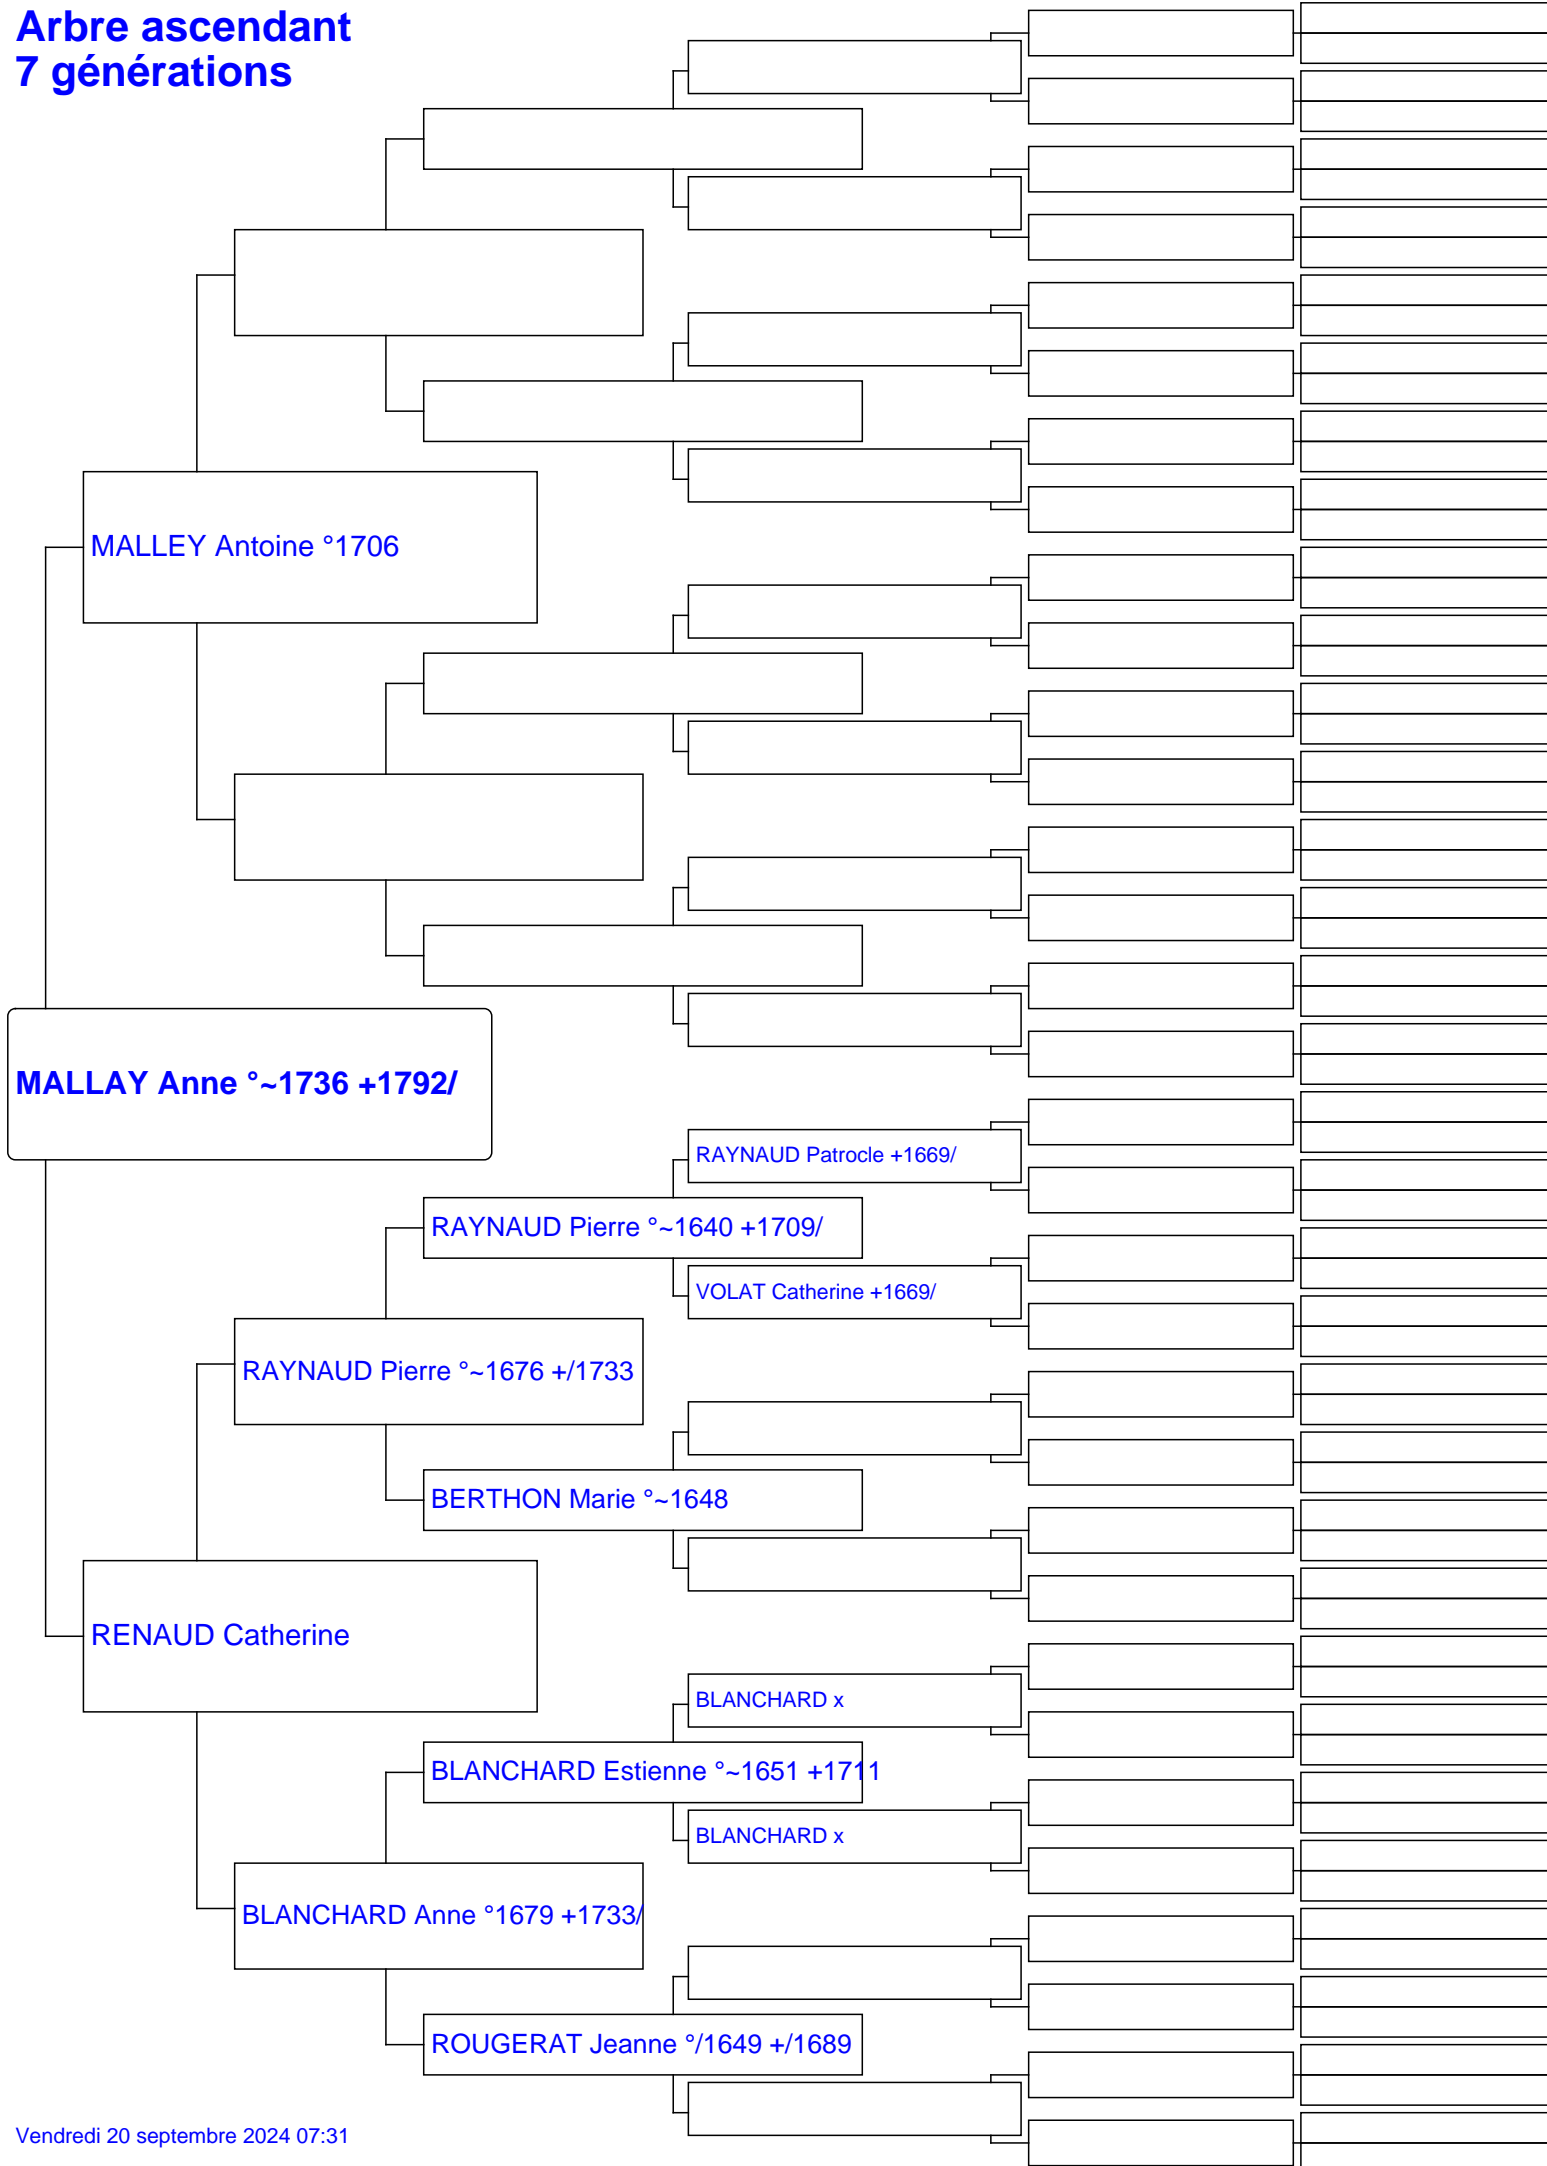 Arbre ascendant
7 générations
MALLEY Antoine °1706
MALLAY Anne °~1736 +1792/
RAYNAUD Patrocle +1669/
RAYNAUD Pierre °~1640 +1709/
VOLAT Catherine +1669/
RAYNAUD Pierre °~1676 +/1733
BERTHON Marie °~1648
RENAUD Catherine
BLANCHARD x
BLANCHARD Estienne °~1651 +1711
BLANCHARD x
BLANCHARD Anne °1679 +1733/
ROUGERAT Jeanne °/1649 +/1689
Vendredi 20 septembre 2024 07:31